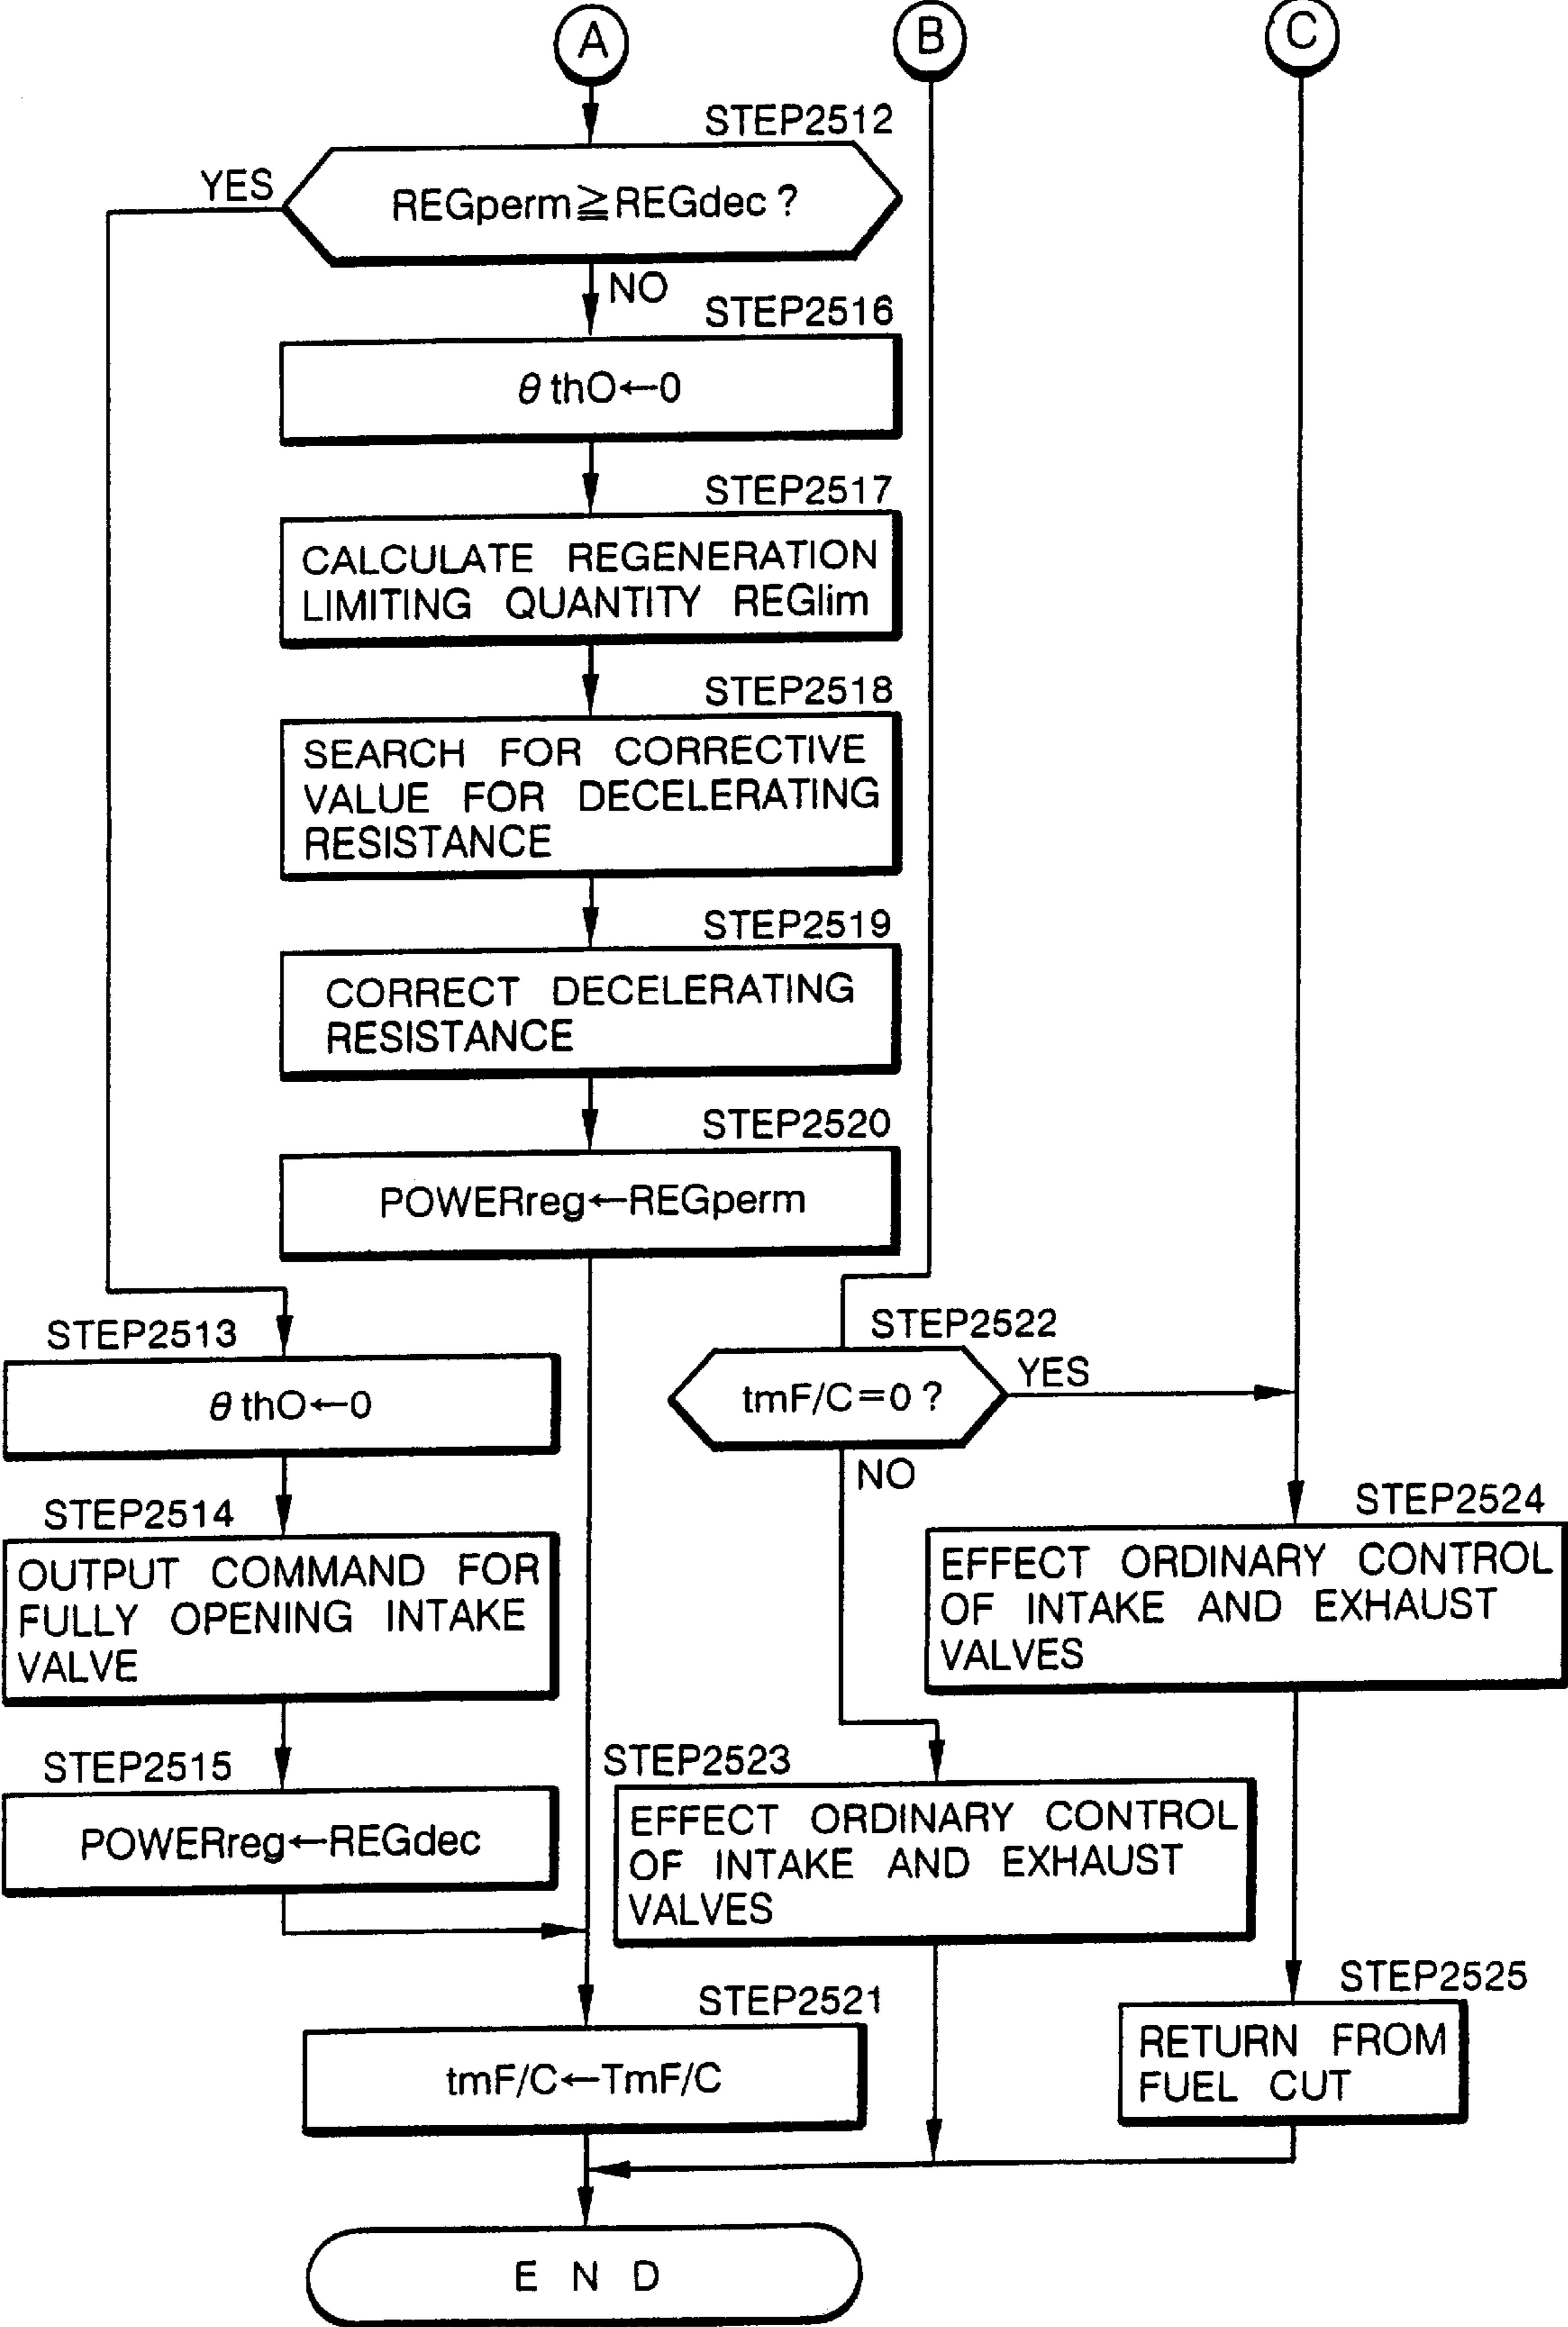 A
B
C
STEP2512
YES
REGperm≧REGdec ?
NO
STEP2516
θ thO←0
STEP2517
CALCULATE REGENERATION
LIMITING QUANTITY REGlim
STEP2518
SEARCH FOR CORRECTIVE
VALUE FOR DECELERATING
RESISTANCE
STEP2519
CORRECT DECELERATING
RESISTANCE
STEP2520
POWERreg←REGperm
STEP2513
θ thO←0
STEP2514
OUTPUT COMMAND FOR
FULLY OPENING INTAKE
VALVE
STEP2515
POWERreg←REGdec
STEP2522
tmF/C=0 ?
YES
NO
STEP2524
EFFECT ORDINARY CONTROL
OF INTAKE AND EXHAUST
VALVES
STEP2523
EFFECT ORDINARY CONTROL
OF INTAKE AND EXHAUST
VALVES
STEP2525
RETURN FROM
FUEL CUT
STEP2521
tmF/C←TmF/C
E N D